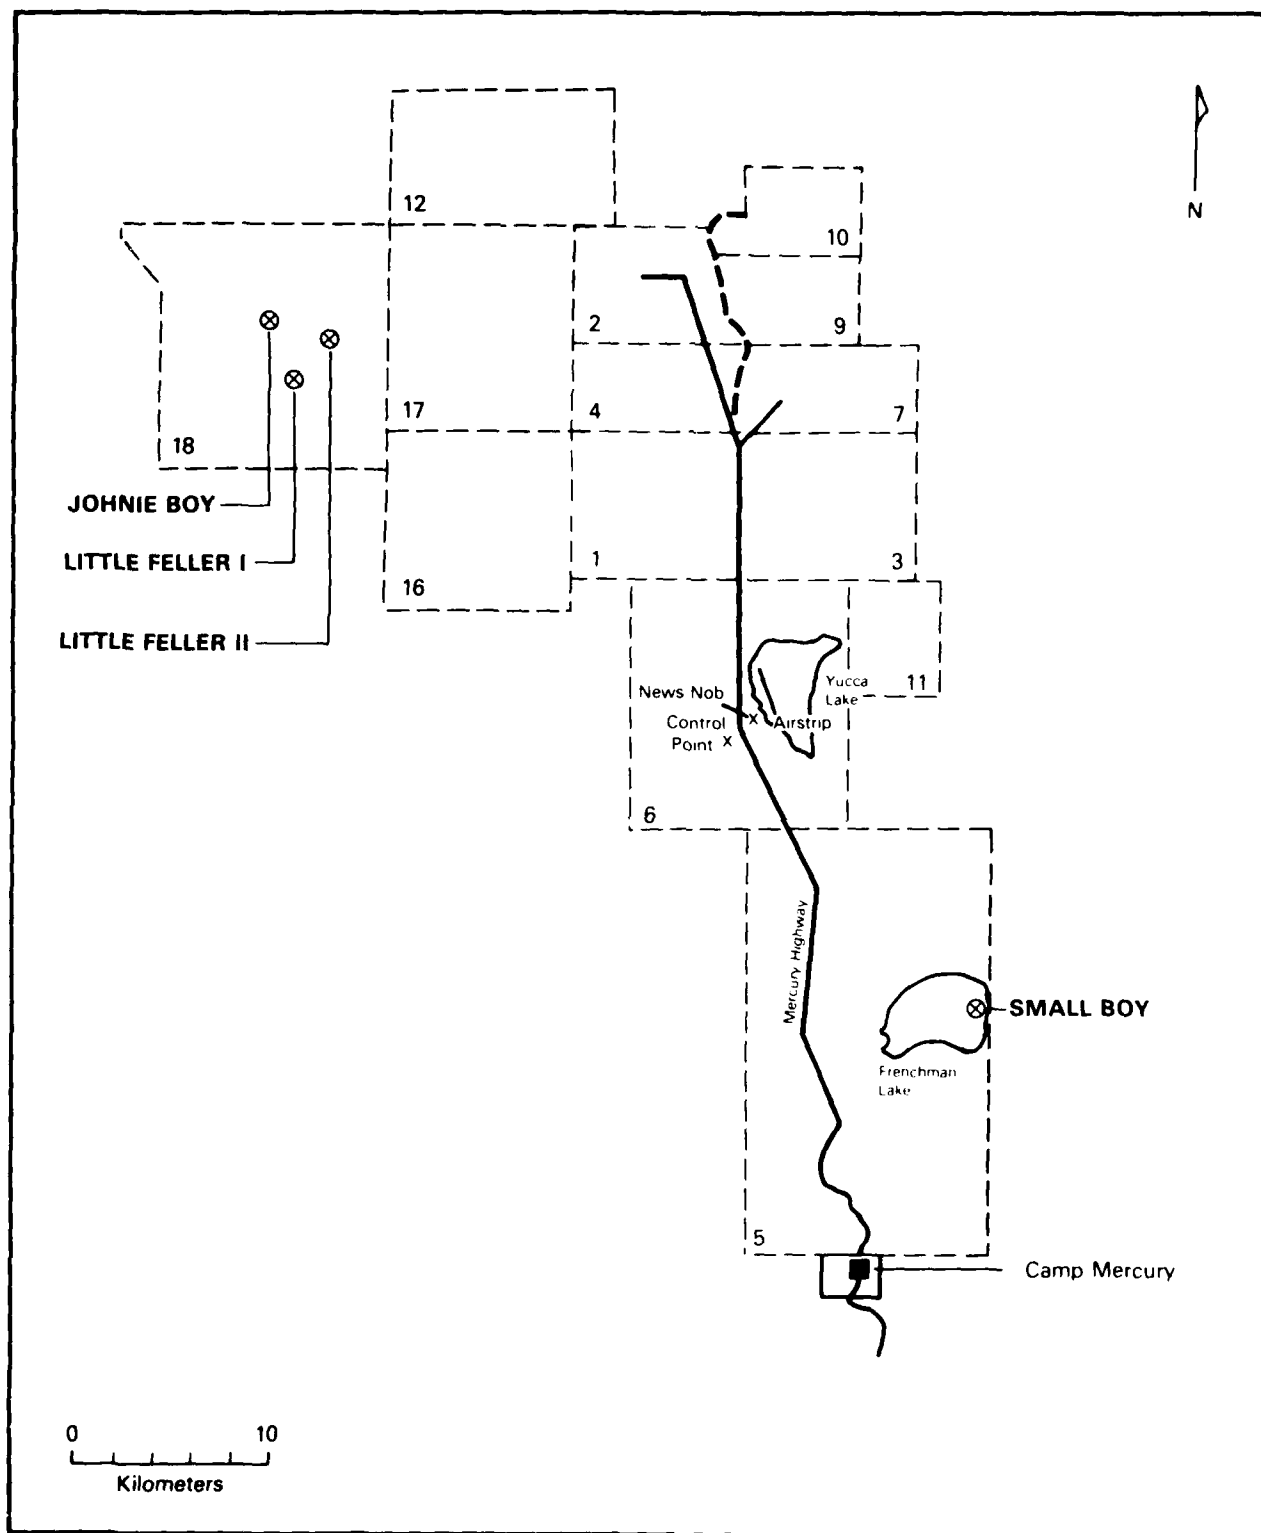 N
12
10
2
9
17
4
7
18
JOHNIE BOY
LITTLE FELLER I
1
3
16
LITTLE FELLER II
News Nob
Yucca
Lake
11
Control
Point X
X Airstrip
6
Mercury Highway
SMALL BOY
Frenchman
Lake
5
Camp Mercury
0 10
Kilometers